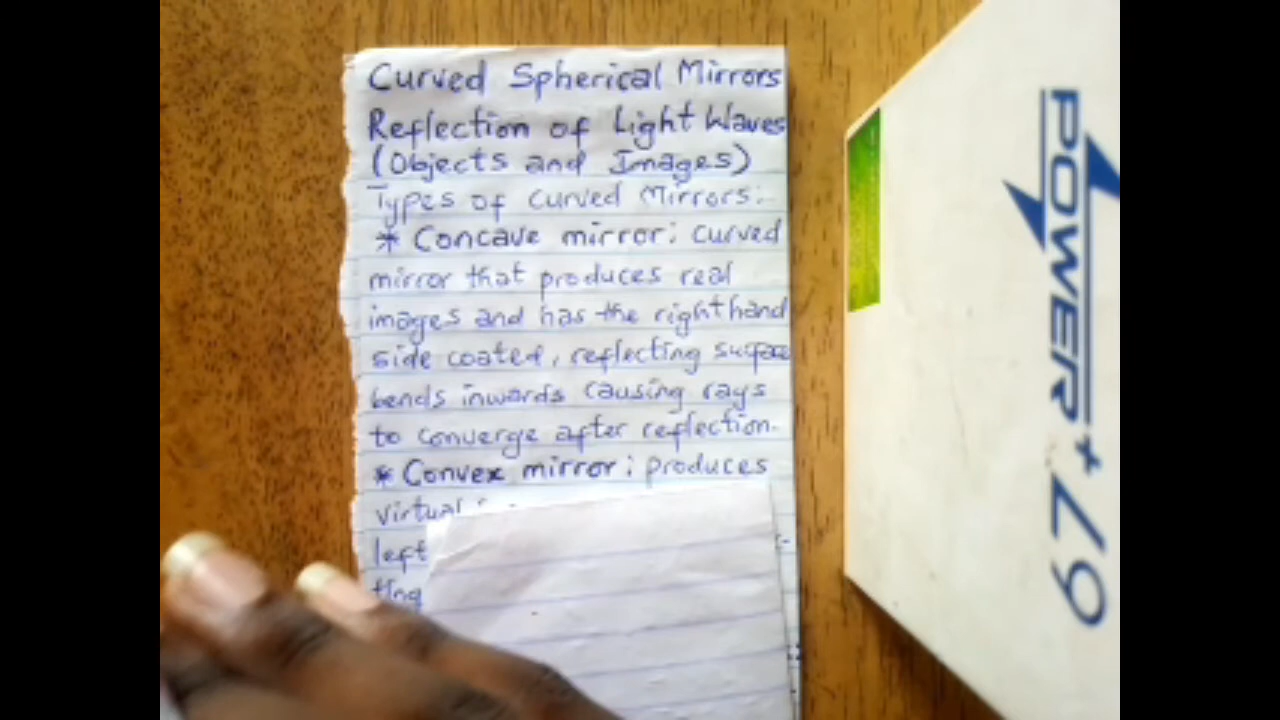 Curved Spherical Mirrors
Reflection of Light Waves
(Objects and Images)
Types of Curved Mirrors:
* Concave mirror: curved
mirror that produces real
images and has the right hand
side coated, reflecting surface
bends inwards causing rays
to converge after reflection.
* Convex mirror: produces
virtual
left
ting
POWER+ L9